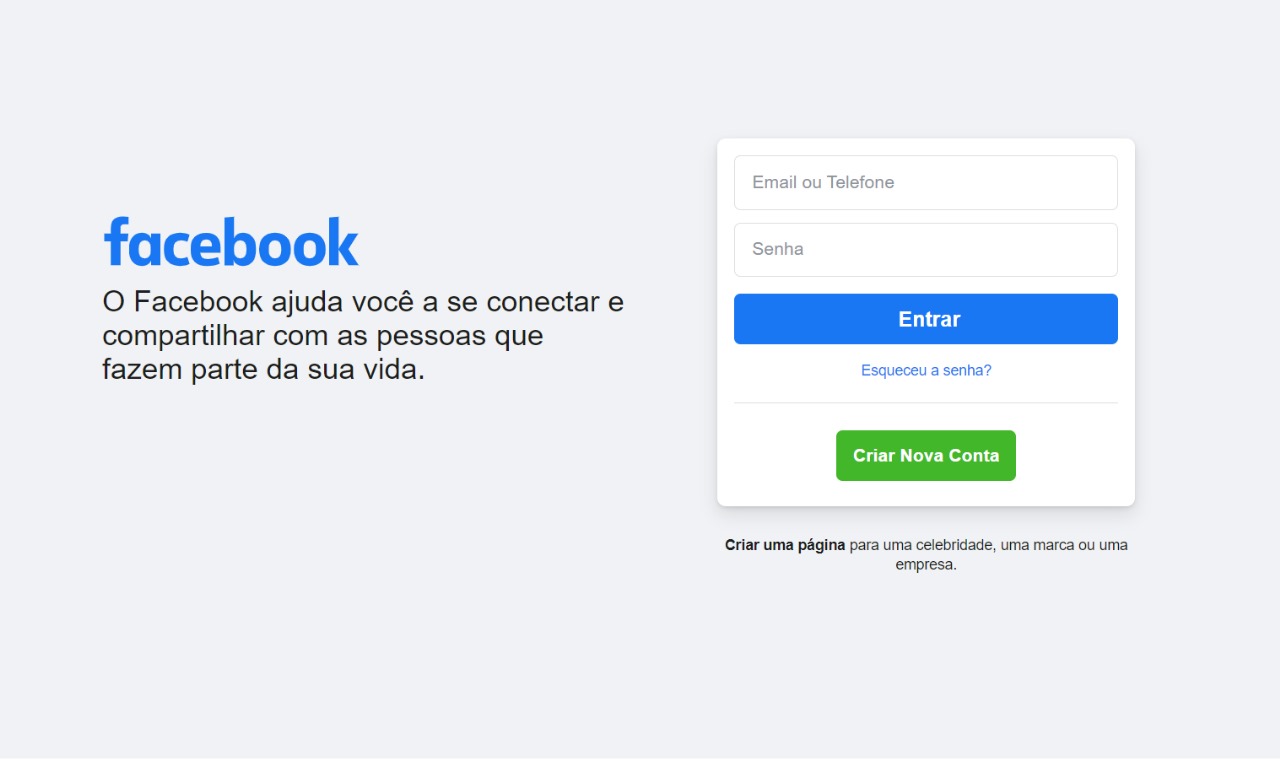 facebook
O Facebook ajuda você a se conectar e
compartilhar com as pessoas que
fazem parte da sua vida.
Email ou Telefone
Senha
Entrar
Esqueceu a senha?
Criar Nova Conta
Criar uma página para uma celebridade, uma marca ou uma
empresa.